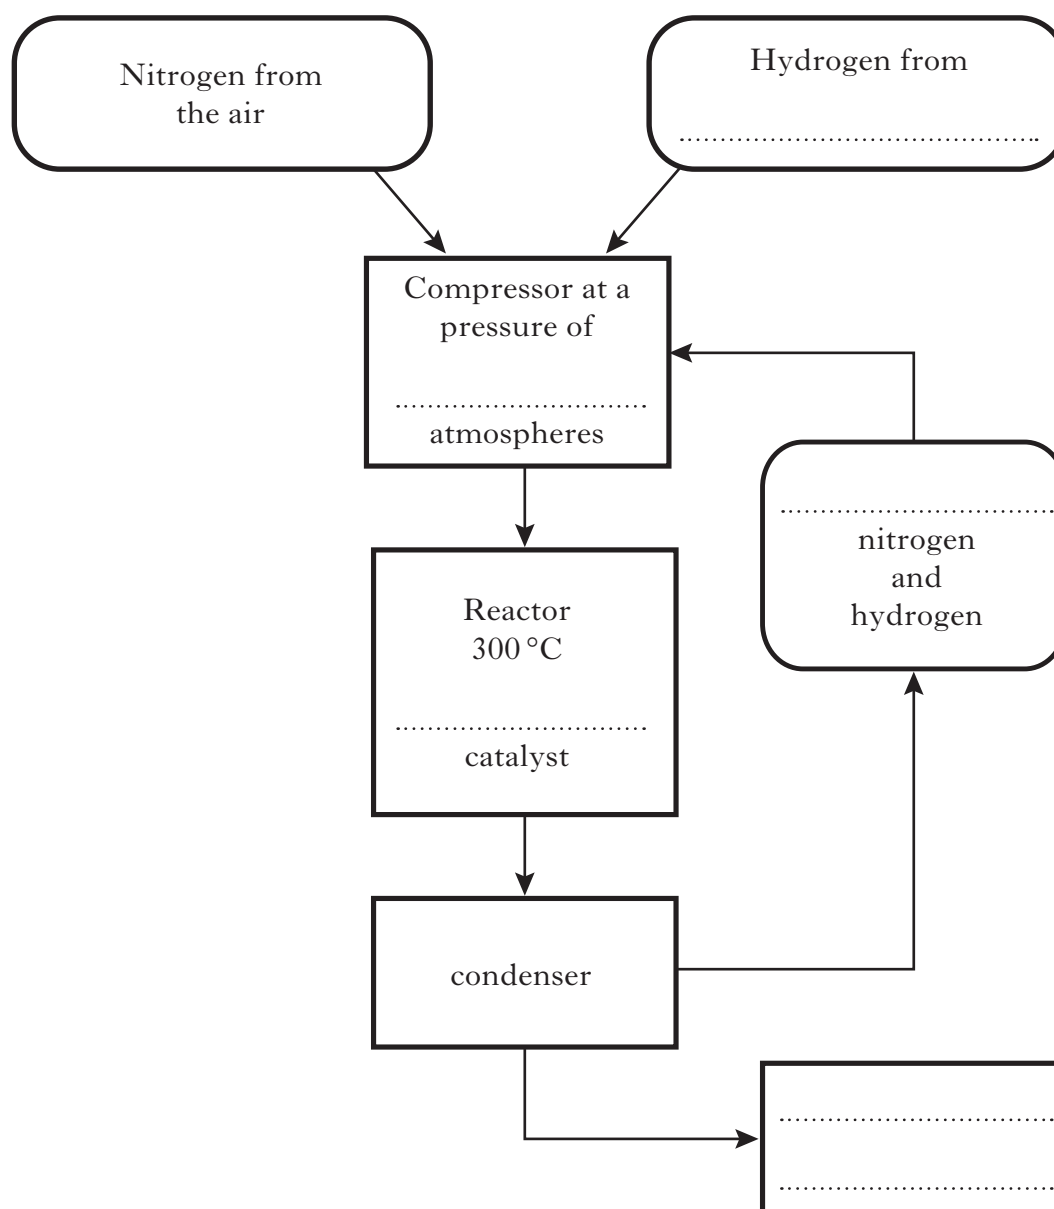 Nitrogen from
the air
Hydrogen from
Compressor at a
pressure of
atmospheres
nitrogen
and
hydrogen
Reactor
300 °C
catalyst
condenser